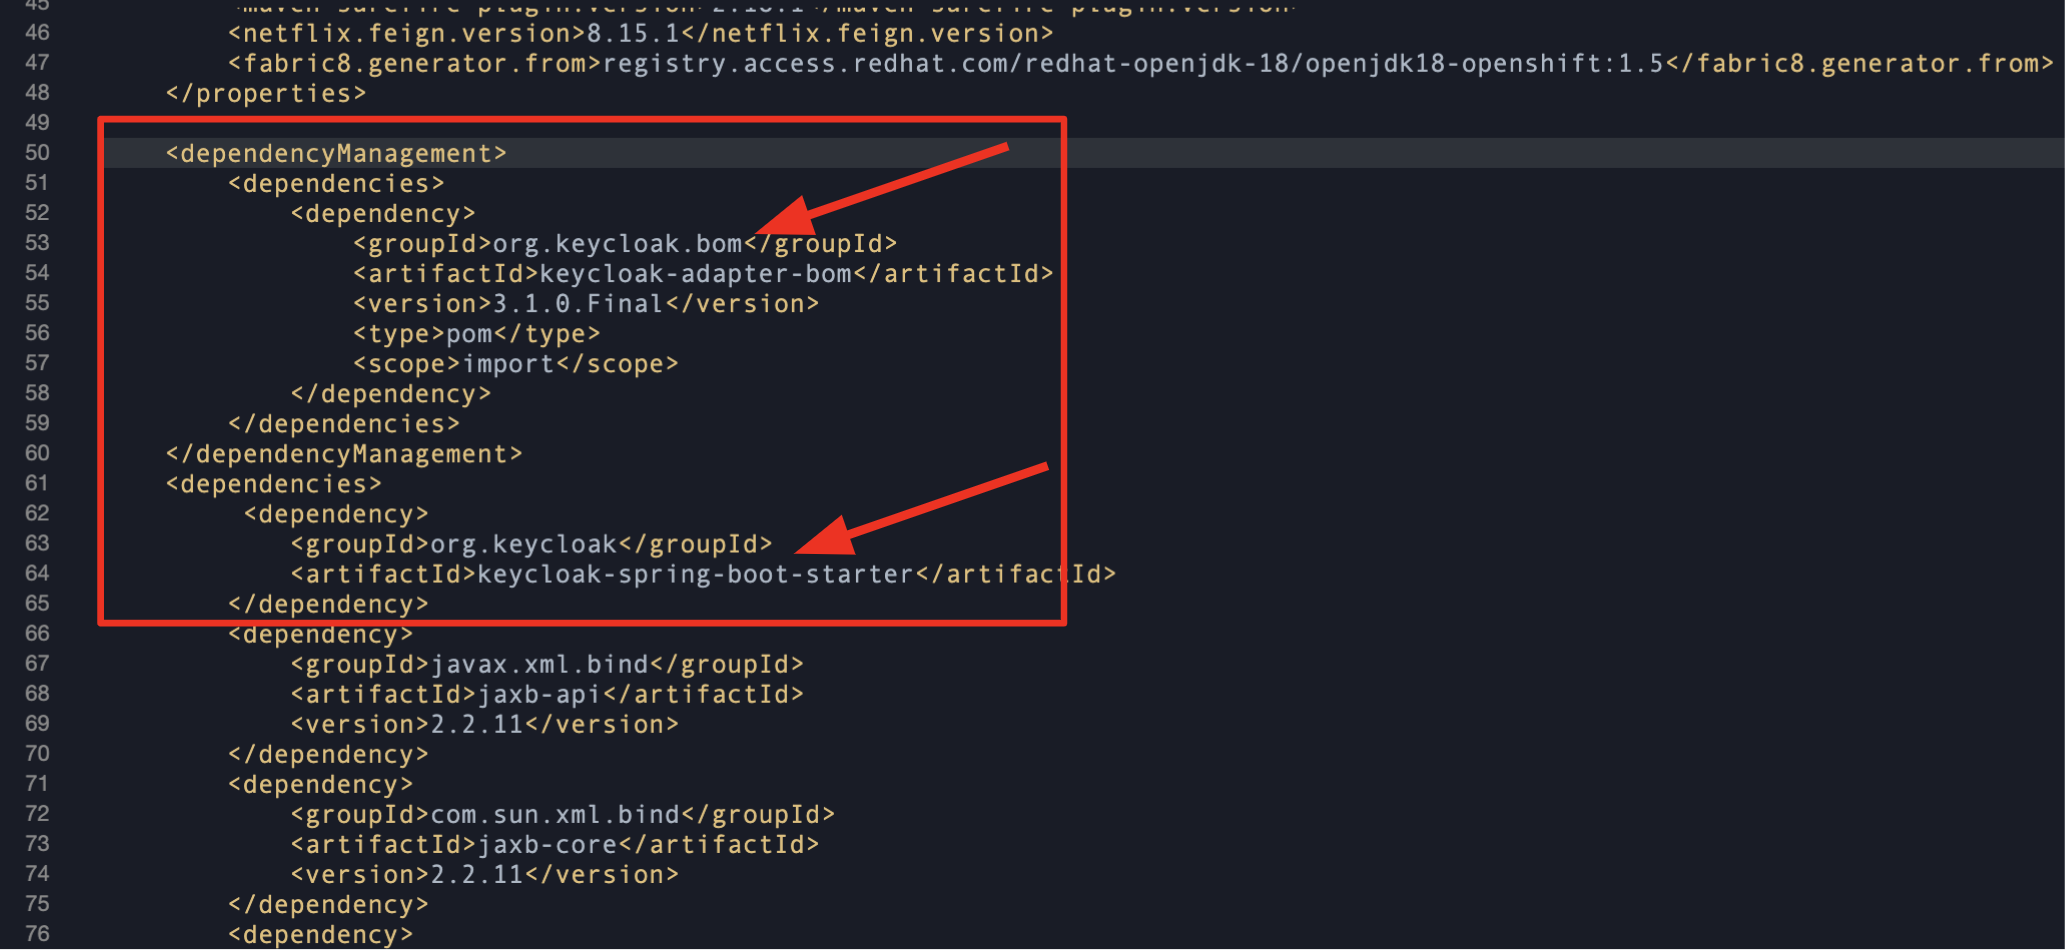 46 <netflix.feign.version>8.15.1</netflix.feign.version>
47 <fabric8.generator.from>registry.access.redhat.com/redhat-openjdk-18/openjdk18-openshift:1.5</fabric8.generator.from>
48 </properties>
49
50 <dependencyManagement>
51 <dependencies>
52 <dependency>
53 <groupId>org.keycloak.bom</groupId>
54 <artifactId>keycloak-adapter-bom</artifactId>
55 <version>3.1.0.Final</version>
56 <type>pom</type>
57 <scope>import</scope>
58 </dependency>
59 </dependencies>
60 </dependencyManagement>
61 <dependencies>
62 <dependency>
63 <groupId>org.keycloak</groupId>
64 <artifactId>keycloak-spring-boot-starter</artifactId>
65 </dependency>
66 <dependency>
67 <groupId>javax.xml.bind</groupId>
68 <artifactId>jaxb-api</artifactId>
69 <version>2.2.11</version>
70 </dependency>
71 <dependency>
72 <groupId>com.sun.xml.bind</groupId>
73 <artifactId>jaxb-core</artifactId>
74 <version>2.2.11</version>
75 </dependency>
76 <dependency>